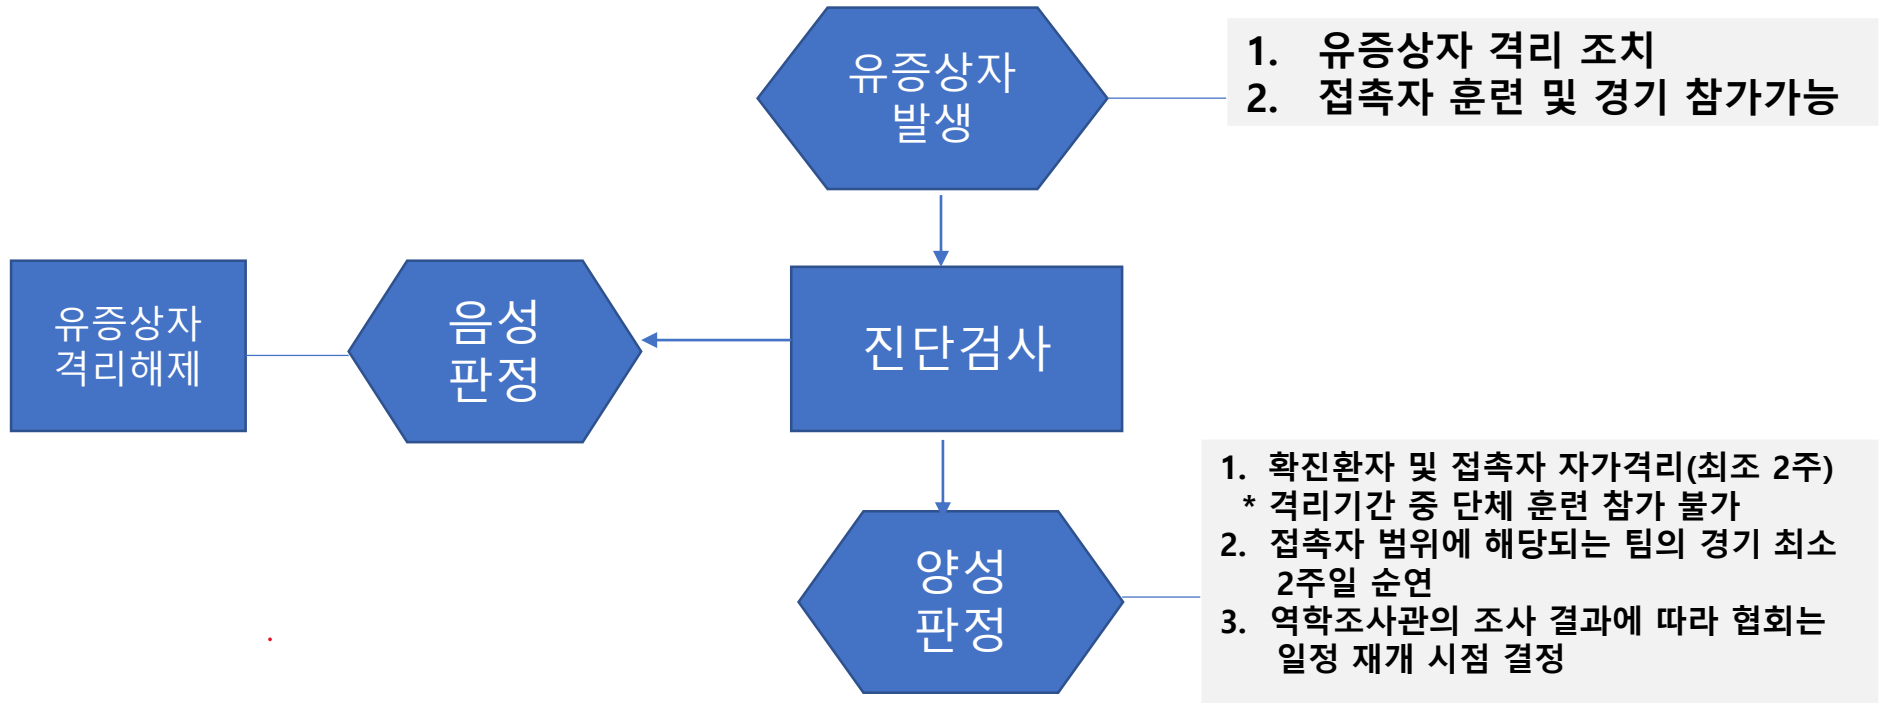 유증상자
발생
1. 유증상자 격리 조치
2. 접촉자 훈련 및 경기 참가가능
유증상자
격리해제
음성
판정
진단검사
양성
판정
1. 확진환자 및 접촉자 자가격리(최조 2주)
* 격리기간 중 단체 훈련 참가 불가
2. 접촉자 범위에 해당되는 팀의 경기 최소
2주일 순연
3. 역학조사관의 조사 결과에 따라 협회는
일정 재개 시점 결정